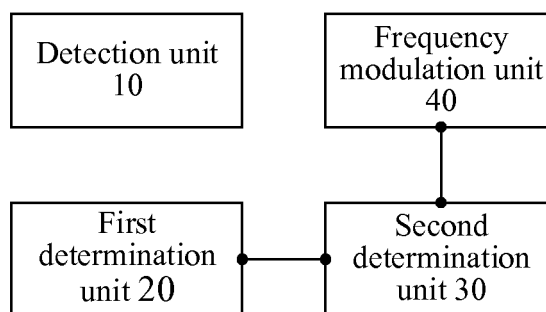 Detection unit
10
Frequency
modulation unit
40
First
determination
unit 20
Second
determination
unit 30